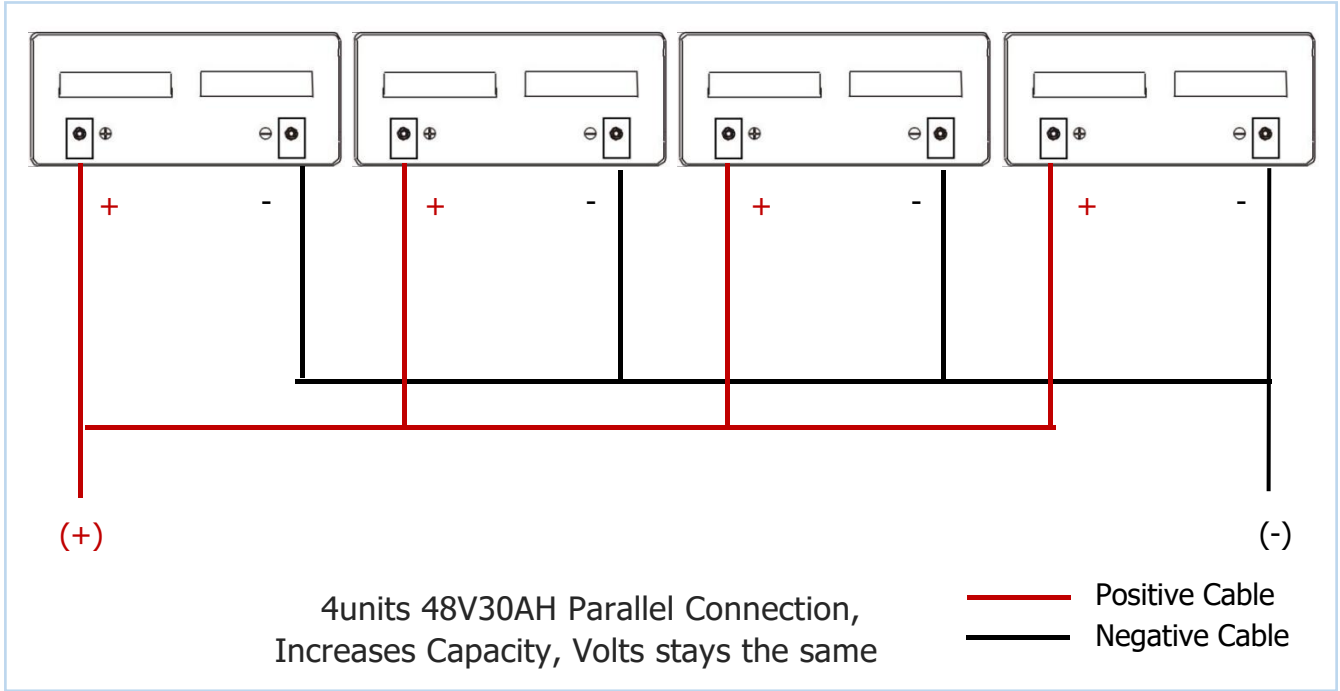 ⊕ ⊖ ⊕ ⊖ ⊕ ⊖ ⊕ ⊖
+ - + - + - + -
(+) (-)
4units 48V30AH Parallel Connection,
Increases Capacity, Volts stays the same
Positive Cable
Negative Cable